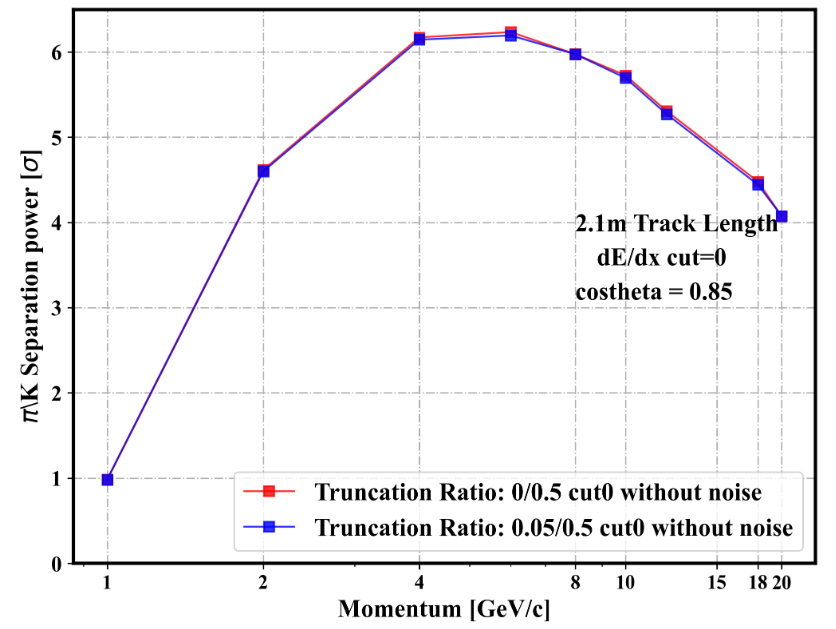 6
5
4
3
2
1
0
π\K Separation power [σ]
2.1m Track Length
dE/dx cut=0
costheta = 0.85
Truncation Ratio: 0/0.5 cut0 without noise
Truncation Ratio: 0.05/0.5 cut0 without noise
1 2 4 8 10 15 18 20
Momentum [GeV/c]